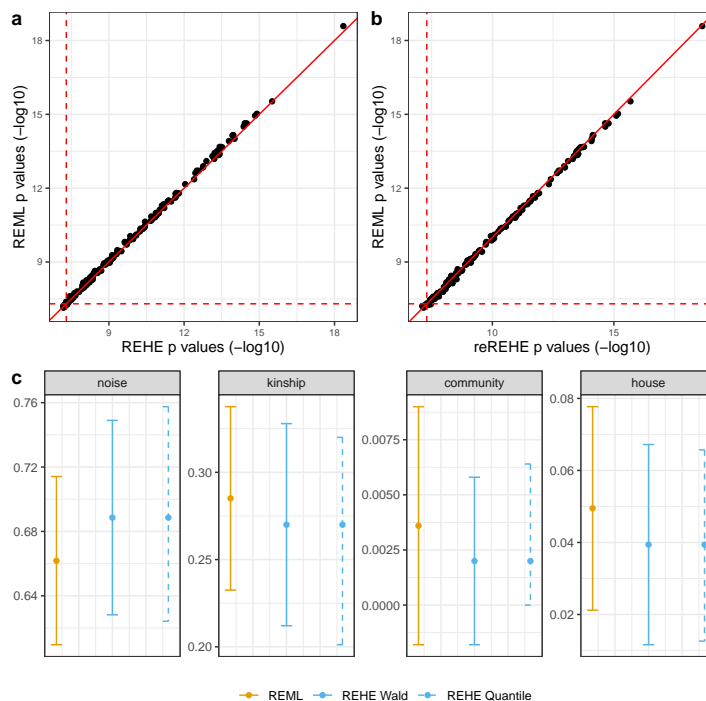 a
b
REML p values (−log10)
18
15
12
9
9
12
15
18
REHE p values (−log10)
REML p values (−log10)
18
15
12
9
10
15
reREHE p values (−log10)
c
noise
kinship
community
house
0.76
0.72
0.68
0.64
0.30
0.25
0.20
0.0075
0.0050
0.0025
0.0000
0.08
0.06
0.04
0.02
REML REHE Wald REHE Quantile